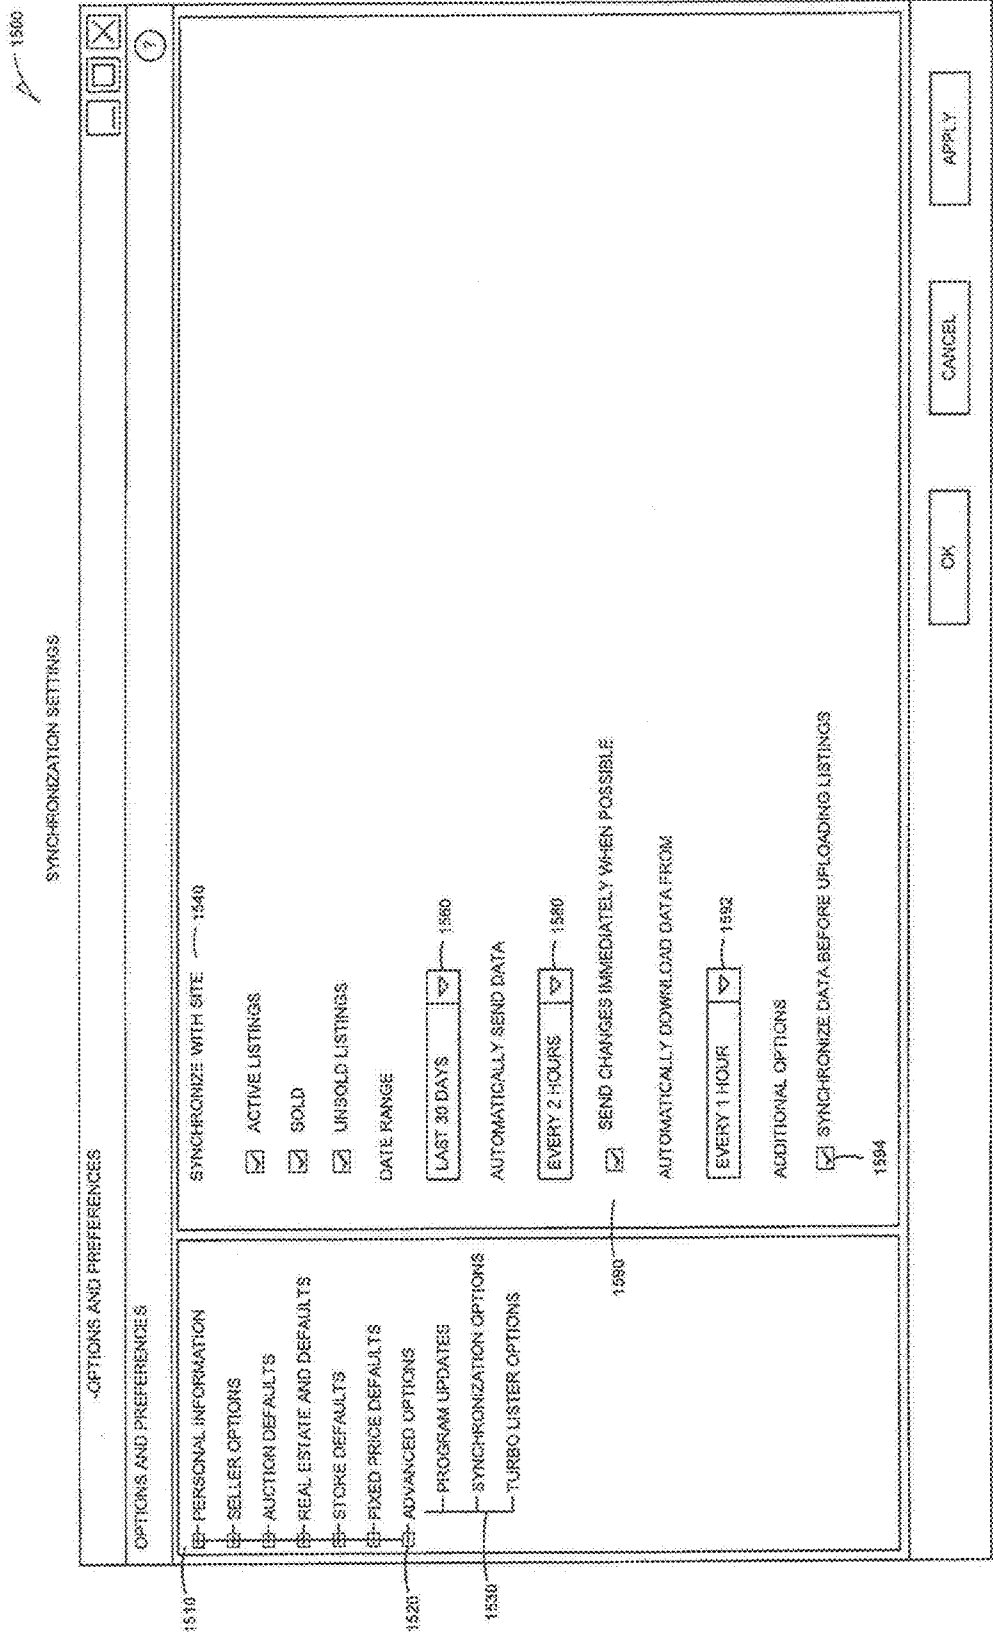 1500
SYNCHRONIZATION SETTINGS
-OPTIONS AND PREFERENCES
OPTIONS AND PREFERENCES
?
1510
PERSONAL INFORMATION
SELLER OPTIONS
AUCTION DEFAULTS
REAL ESTATE AND DEFAULTS
STORE DEFAULTS
FIXED PRICE DEFAULTS
1520
ADVANCED OPTIONS
PROGRAM UPDATES
1530
SYNCHRONIZATION OPTIONS
TURBO LISTER OPTIONS
SYNCHRONIZE WITH SITE 1540
ACTIVE LISTINGS
SOLD
UNSOLD LISTINGS
DATE RANGE
LAST 30 DAYS 1560
AUTOMATICALLY SEND DATA
EVERY 2 HOURS 1580
1590 SEND CHANGES IMMEDIATELY WHEN POSSIBLE
AUTOMATICALLY DOWNLOAD DATA FROM
EVERY 1 HOUR 1592
ADDITIONAL OPTIONS
SYNCHRONIZE DATA BEFORE UPLOADING LISTINGS
1594
OK CANCEL APPLY